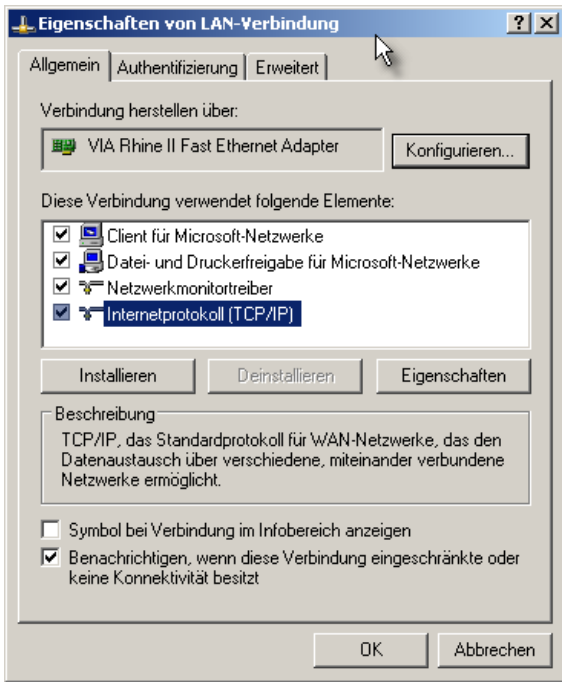 Eigenschaften von LAN-Verbindung
Allgemein
Authentifizierung
Erweitert
Verbindung herstellen über:
VIA Rhine II Fast Ethernet Adapter
Konfigurieren...
Diese Verbindung verwendet folgende Elemente:
Client für Microsoft-Netzwerke
Datei- und Druckerfreigabe für Microsoft-Netzwerke
Netzwerkmonitortreiber
Internetprotokoll (TCP/IP)
Installieren
Deinstallieren
Eigenschaften
Beschreibung
TCP/IP, das Standardprotokoll für WAN-Netzwerke, das den
Datenaustausch über verschiedene, miteinander verbundene
Netzwerke ermöglicht.
Symbol bei Verbindung im Infobereich anzeigen
Benachrichtigen, wenn diese Verbindung eingeschränkte oder
keine Konnektivität besitzt
OK
Abbrechen